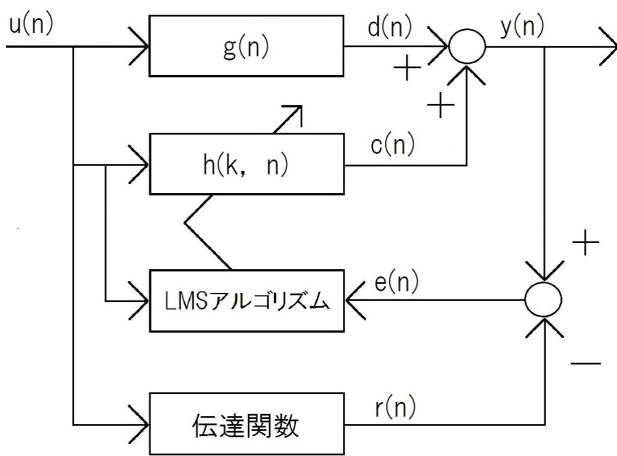 u(n)
g(n)
d(n)
y(n)
+
+
h(k, n)
c(n)
+
LMSアルゴリズム
e(n)
−
伝達関数
r(n)